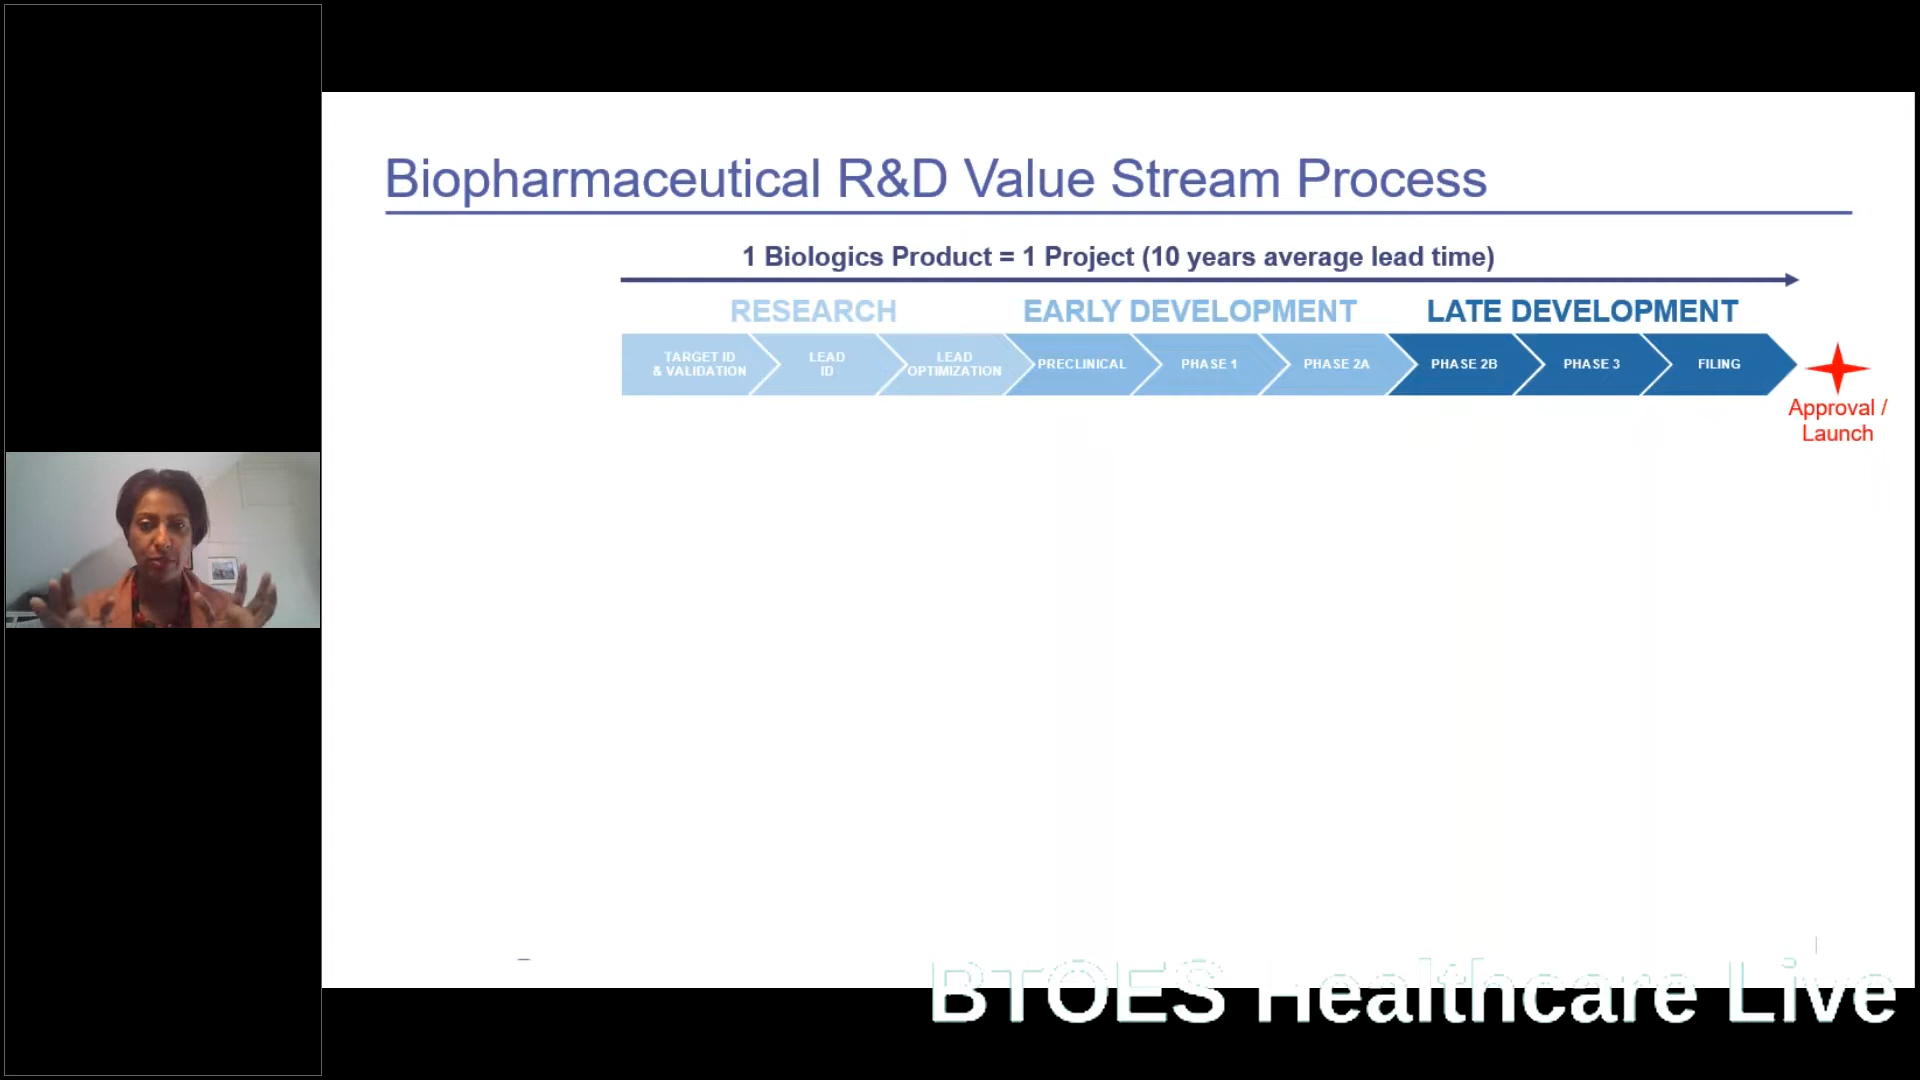 Biopharmaceutical R&D Value Stream Process
1 Biologics Product = 1 Project (10 years average lead time)
RESEARCH
EARLY DEVELOPMENT
LATE DEVELOPMENT
TARGET ID
& VALIDATION
LEAD
ID
LEAD
OPTIMIZATION
PRECLINICAL
PHASE 1
PHASE 2A
PHASE 2B
PHASE 3
FILING
Approval /
Launch
BTOES Healthcare Live